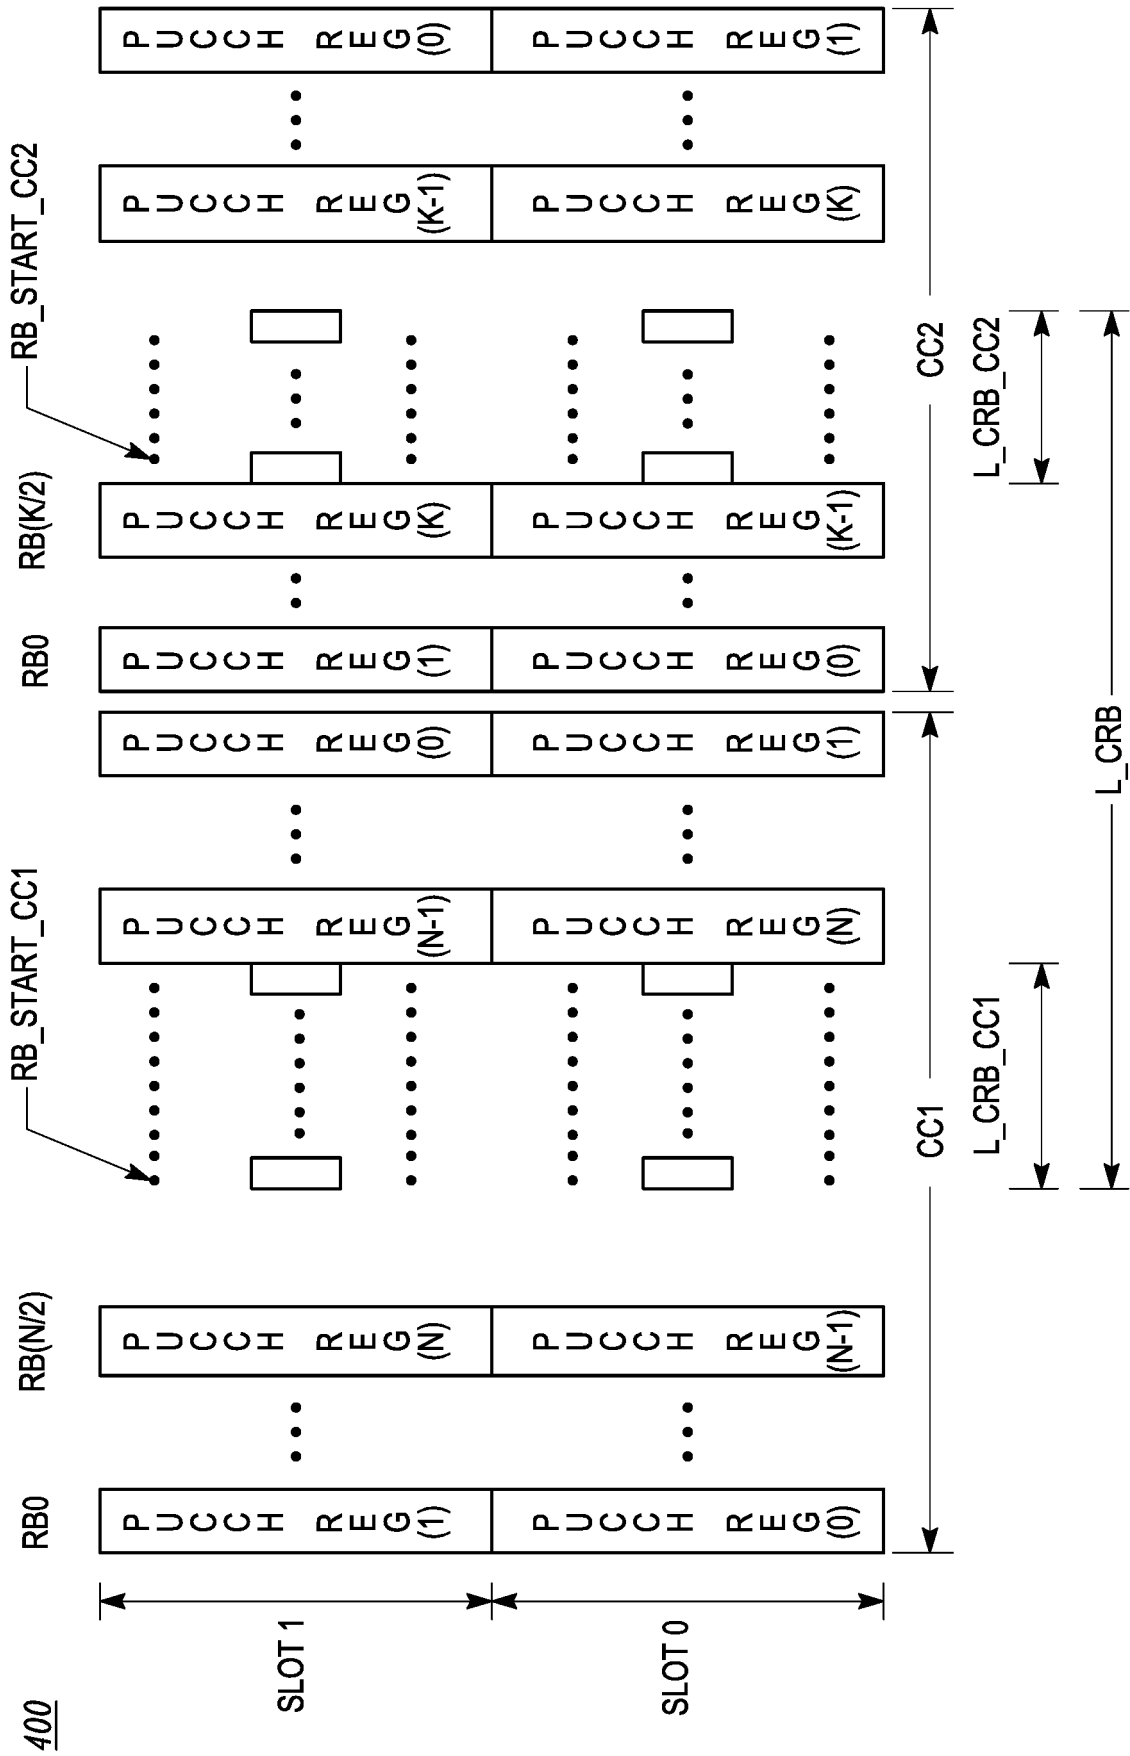 400
RB0
RB(N/2)
RB_START_CC1
RB0
RB(K/2)
RB_START_CC2
SLOT 1
PUCCH REG (1)
PUCCH REG (N)
PUCCH REG (N-1)
PUCCH REG (0)
PUCCH REG (1)
PUCCH REG (K)
PUCCH REG (K-1)
PUCCH REG (0)
SLOT 0
PUCCH REG (0)
PUCCH REG (N-1)
PUCCH REG (N)
PUCCH REG (1)
PUCCH REG (0)
PUCCH REG (K-1)
PUCCH REG (K)
PUCCH REG (1)
CC1
CC2
L_CRB_CC1
L_CRB_CC2
L_CRB